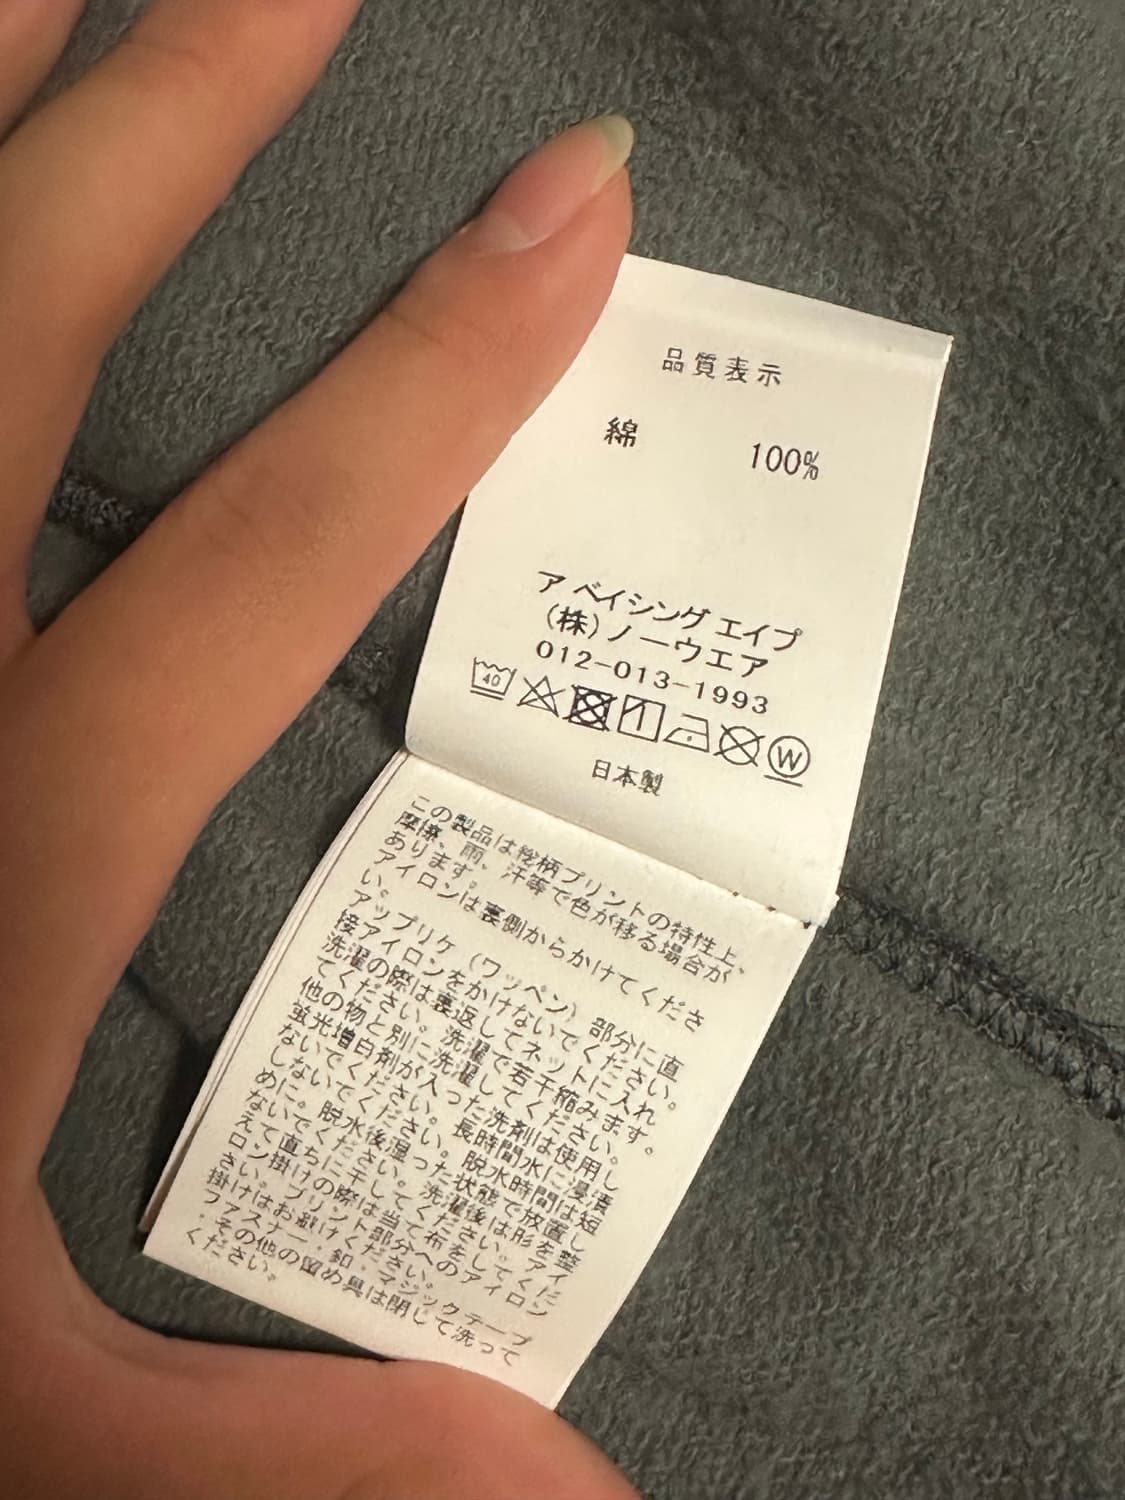 品質表示
綿 100%
ア ベイシング エイプ
(株)ノーウエア
012-013-1993
40
W
日本製
この製品は総柄プリントの特性上、
摩擦、雨、汗等で色が移る場合が
あります。
アイロンは裏側からかけてくださ
い。
アップリケ(ワッペン)部分に直
接アイロンをかけないでください。
洗濯の際は裏返してネットに入れ
てください。洗濯で若干縮みます。
他の物と別に洗濯してください。
蛍光増白剤が入った洗剤は使用し
ないでください。長時間水に浸漬
しないでください。脱水時間は短
めに。脱水後湿った状態で放置し
ないでください。洗濯後は形を整
えて直ちに干してください。アイ
ロン掛けの際は当て布をしてくだ
さい。プリント部分へのアイロン
掛けはお避けください。
ファスナー・釦・マジックテープ
・その他の留め具は閉じて洗って
ください。